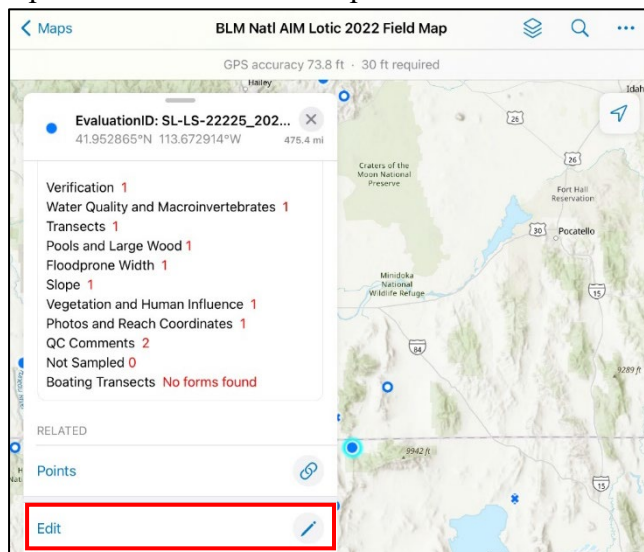 Maps
BLM Natl AIM Lotic 2022 Field Map
GPS accuracy 73.8 ft · 30 ft required
Hailey
Idah
EvaluationID: SL-LS-22225_202...
41.952865°N 113.672914°W
475.4 mi
Verification 1
Water Quality and Macroinvertebrates 1
Transects 1
Pools and Large Wood 1
Floodprone Width 1
Slope 1
Vegetation and Human Influence 1
Photos and Reach Coordinates 1
QC Comments 2
Not Sampled 0
Boating Transects No forms found
RELATED
Points
Edit
26
Craters of the
Moon National
Preserve
26
Fort Hall
Reservation
30
Pocatello
Minidoka
National
Wildlife Refuge
15
84
9289 ft
9942 ft
15